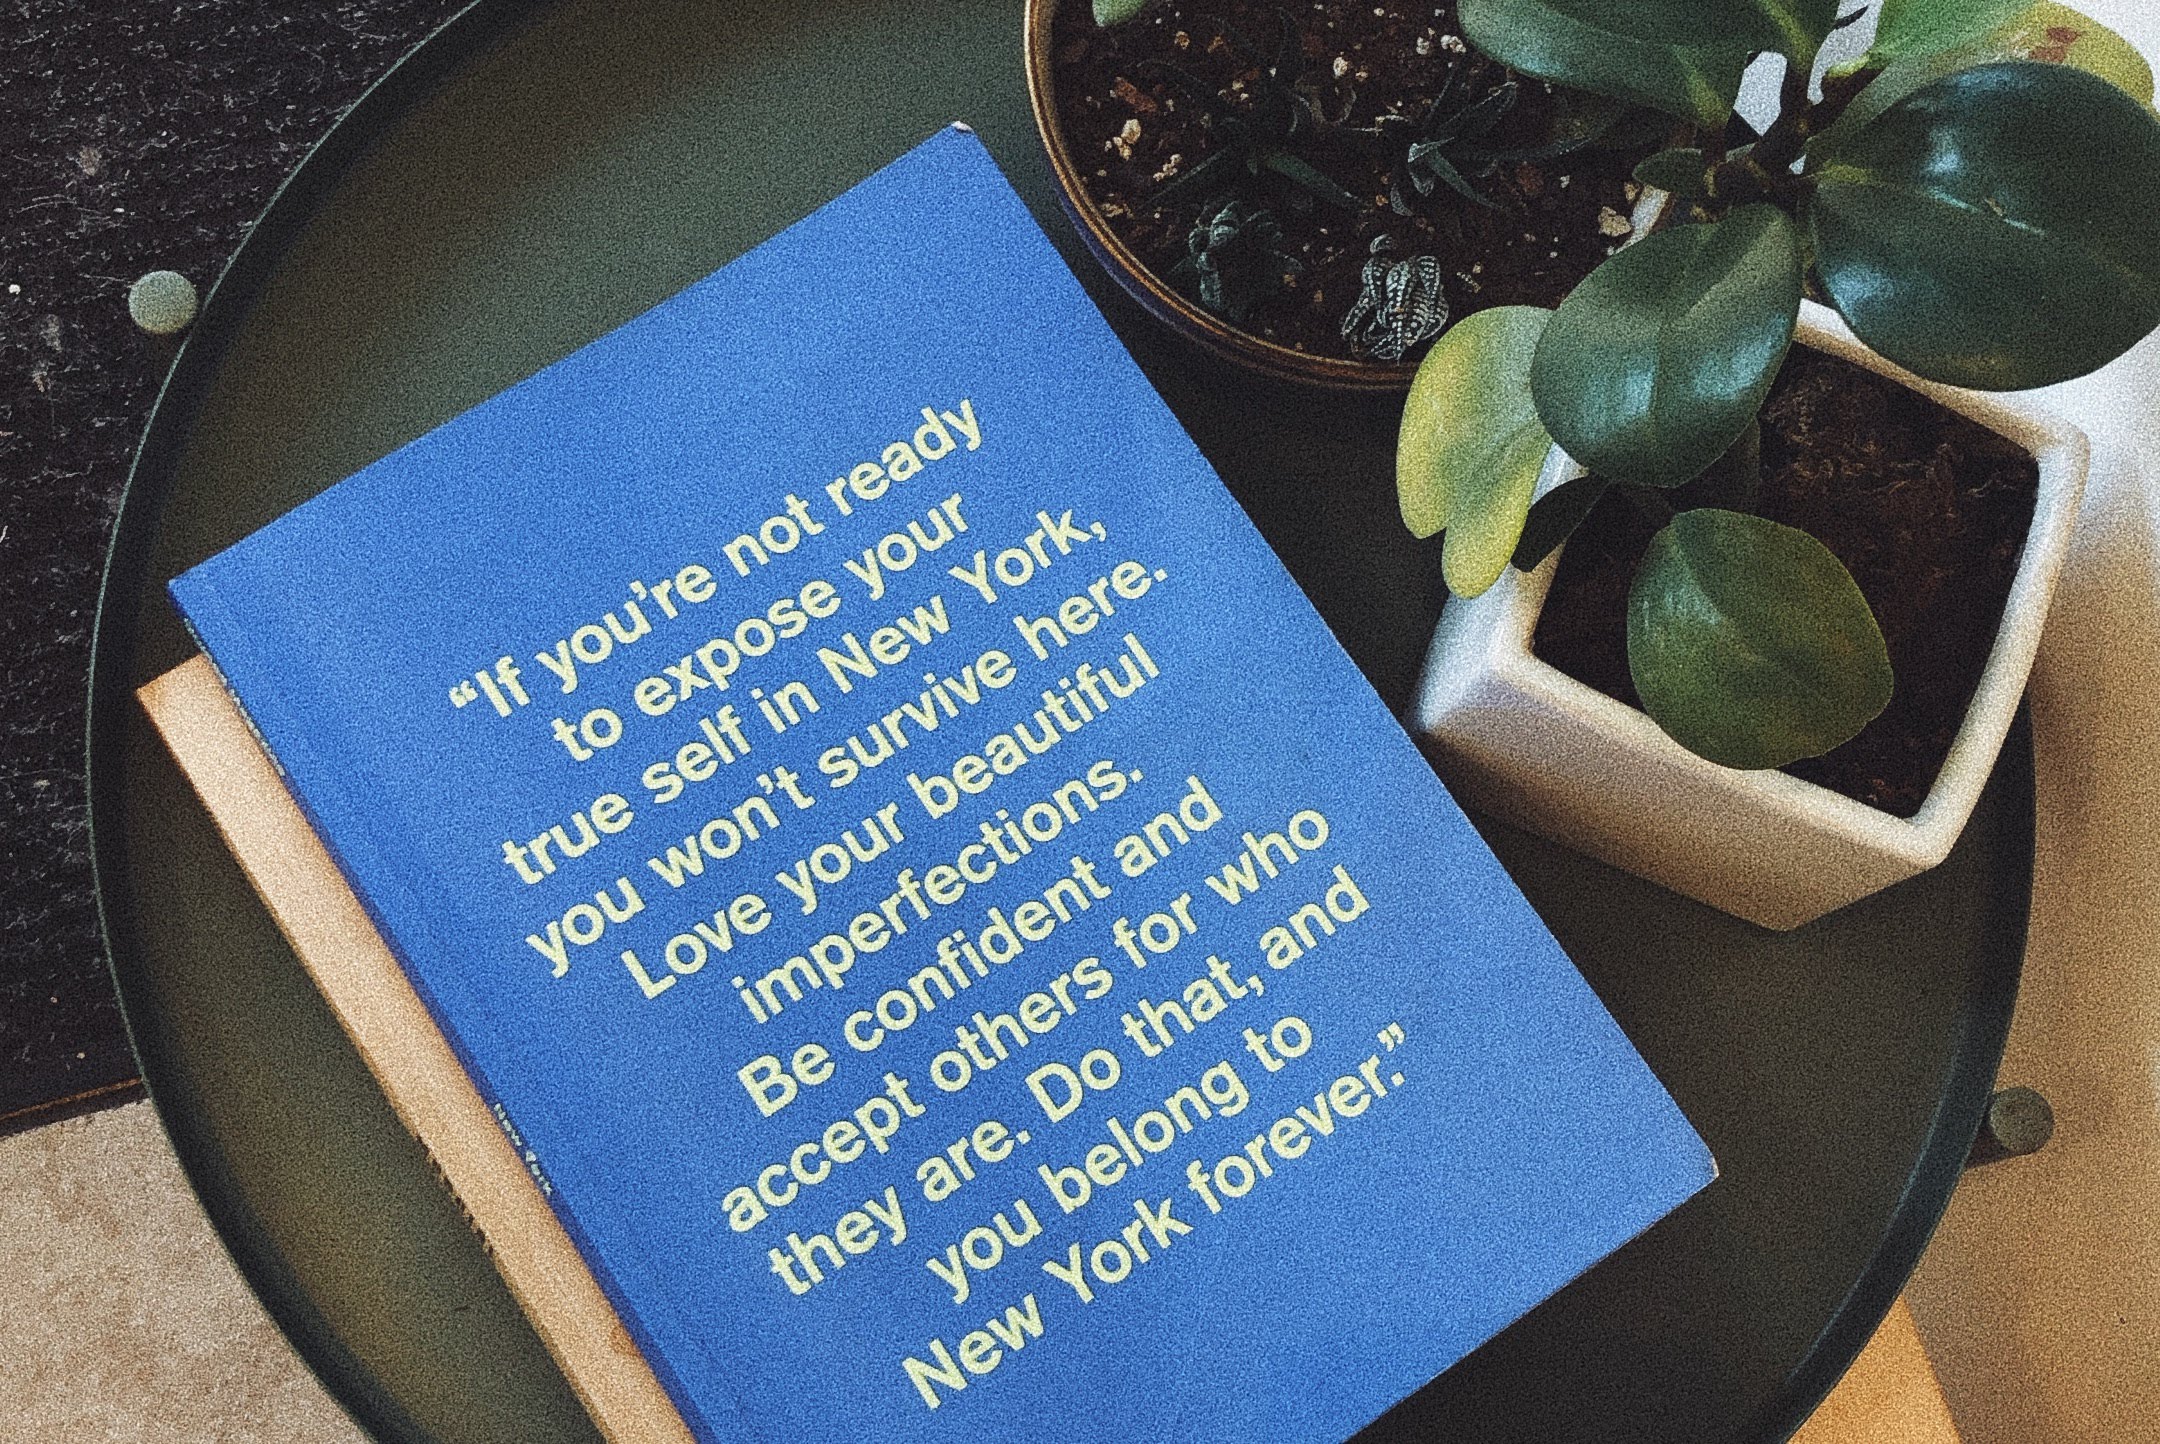 “If you’re not ready
to expose your
true self in New York,
you won’t survive here.
Love your beautiful
imperfections.
Be confident and
accept others for who
they are. Do that, and
you belong to
New York forever.”
New York